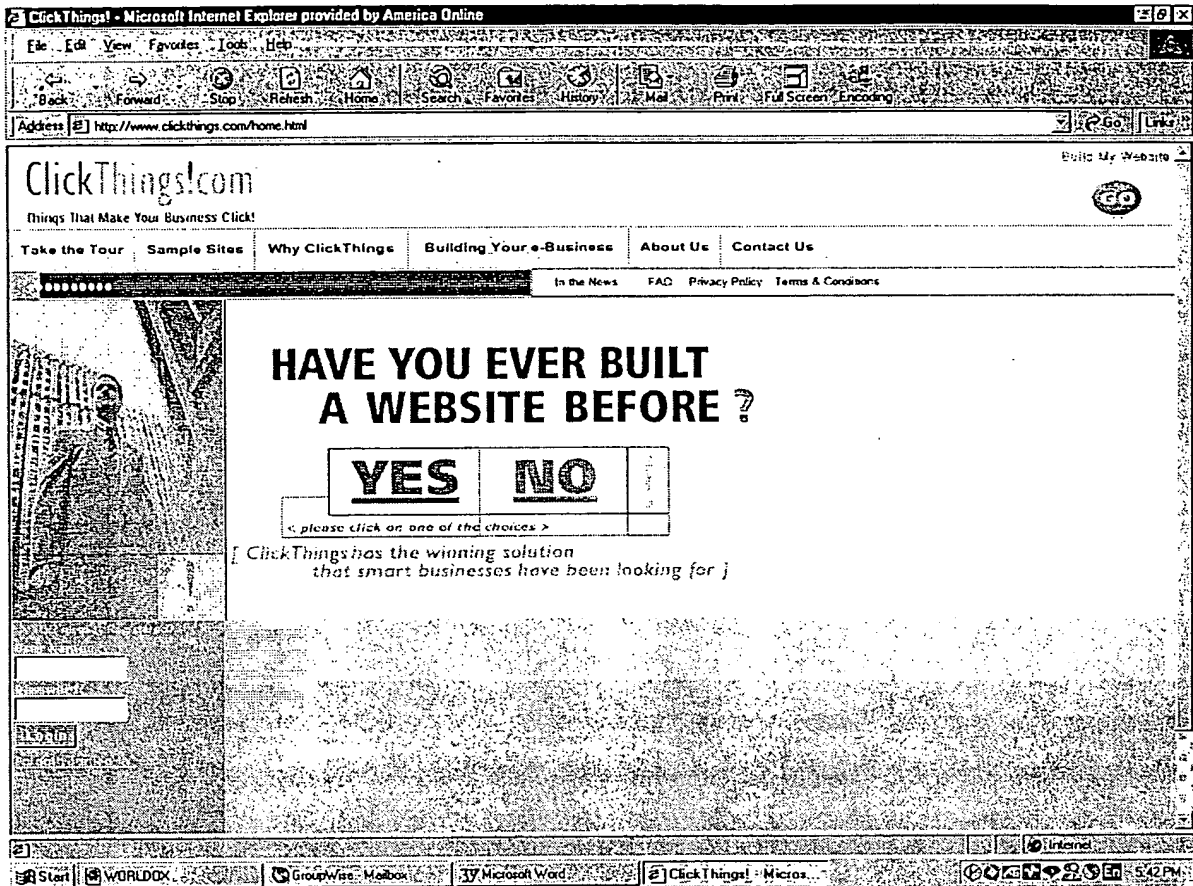 ClickThings! - Microsoft Internet Explorer provided by America Online
File Edit View Favorites Tools Help
Back Forward Stop Refresh Home Search Favorites History Mail Print Full Screen Encoding
Address http://www.clickthings.com/home.html Go Links
Build My Website
ClickThings!com
GO
Things That Make Your Business Click!
Take the Tour Sample Sites Why ClickThings Building Your e-Business About Us Contact Us
In the News FAQ Privacy Policy Terms & Conditions
HAVE YOU EVER BUILT
A WEBSITE BEFORE ?
YES NO
< please click on one of the choices >
[ ClickThings has the winning solution
that smart businesses have been looking for ]
Internet
Start WORLDOX GroupWise - Mailbox Microsoft Word ClickThings! - Micros... 5:42 PM